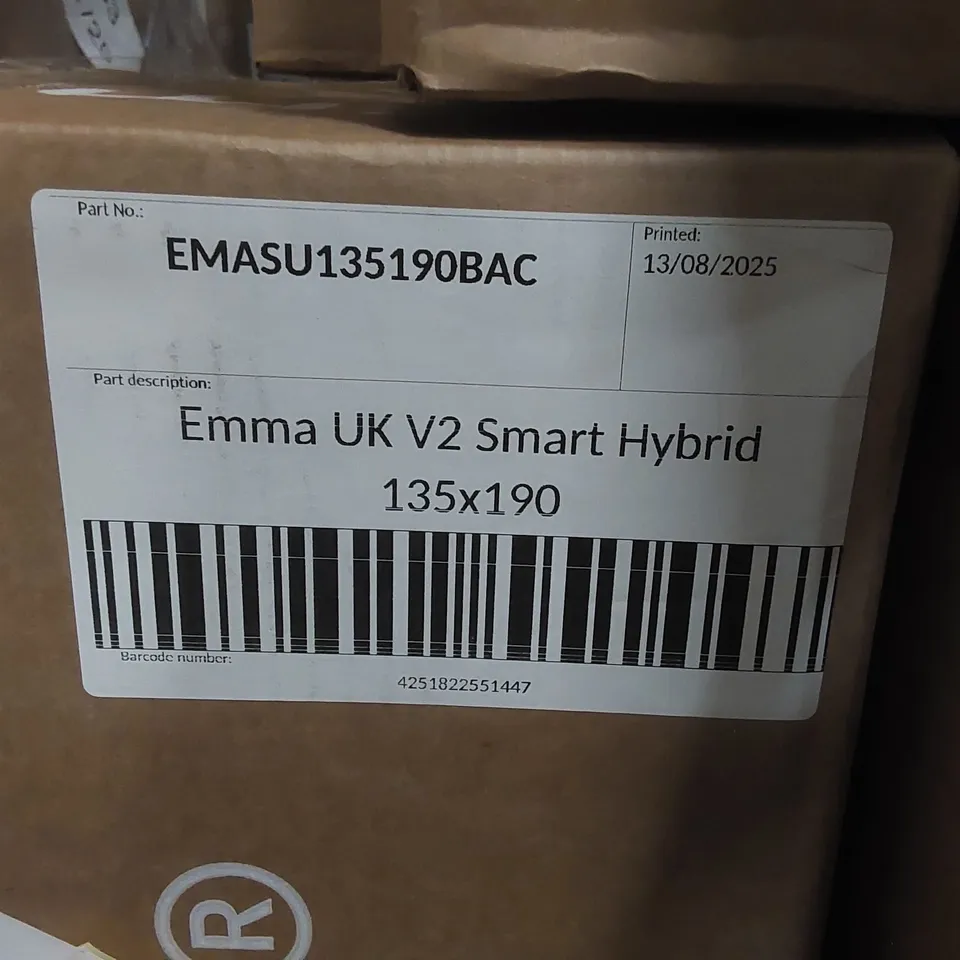 Part No.:
EMASU135190BAC
Printed:
13/08/2025
Part description:
Emma UK V2 Smart Hybrid
135x190
Barcode number:
4251822551447
®